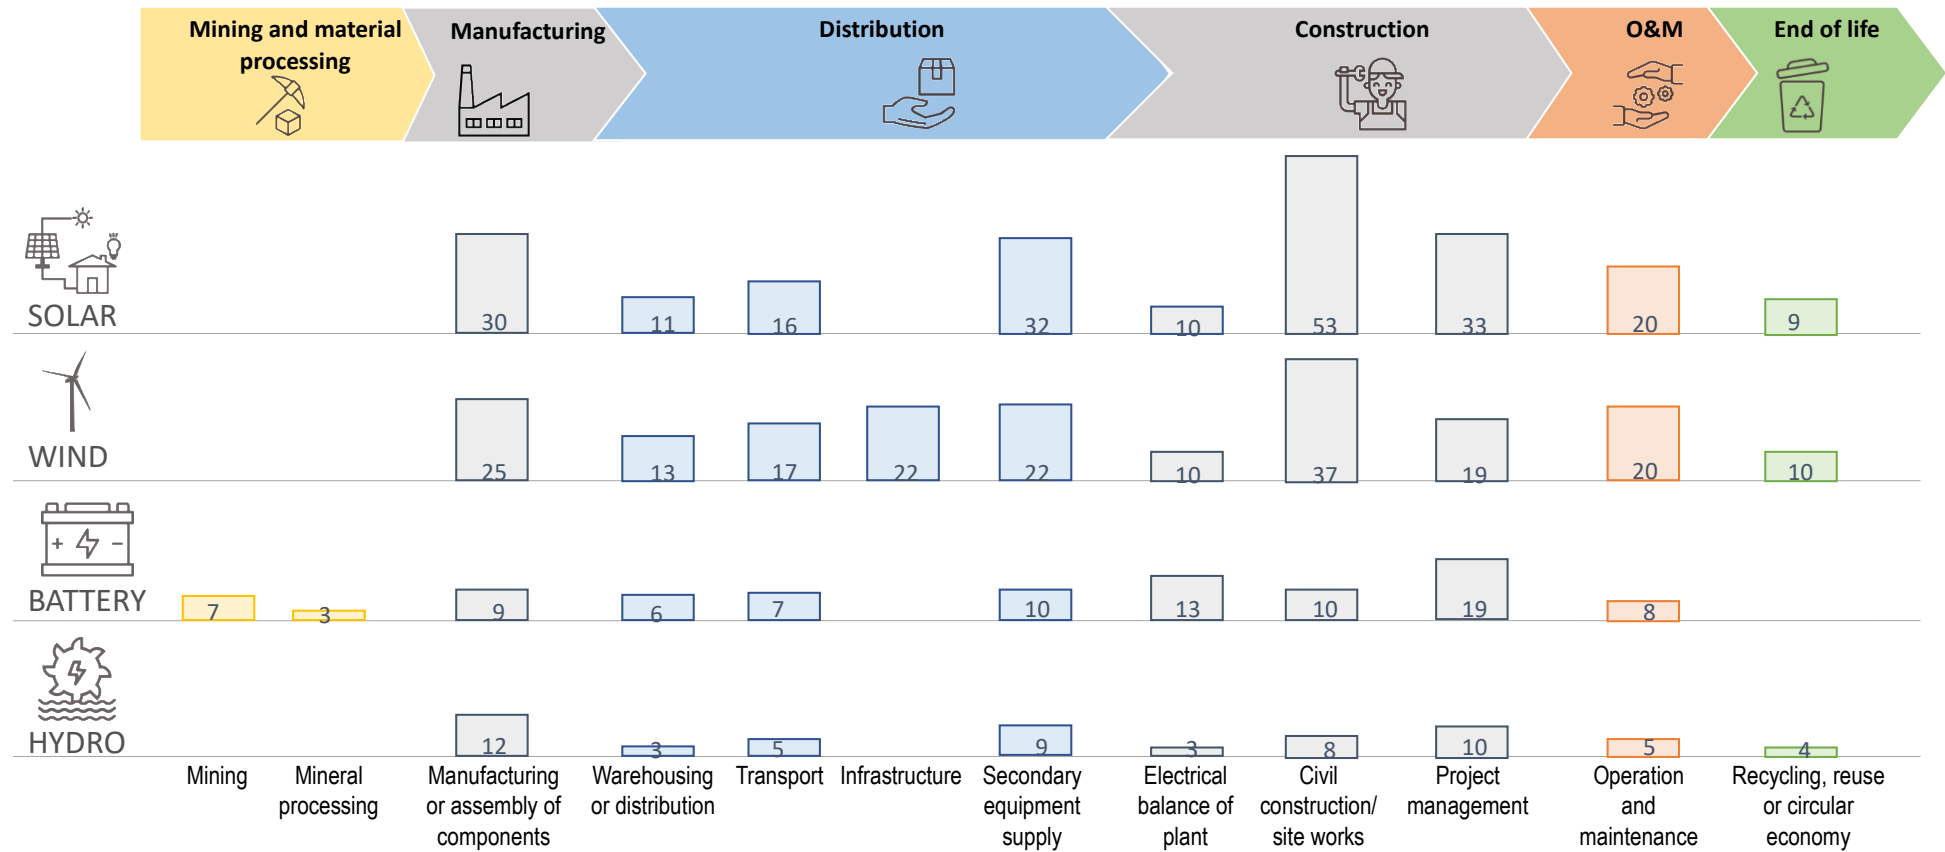 Mining and material
processing
Manufacturing
Distribution
Construction
O&M
End of life
SOLAR
30
11
16
32
10
53
33
20
9
WIND
25
13
17
22
22
10
37
19
20
10
BATTERY
7
3
9
6
7
10
13
10
19
8
HYDRO
12
3
5
9
3
8
10
5
4
Mining
Mineral
processing
Manufacturing
or assembly of
components
Warehousing
or distribution
Transport
Infrastructure
Secondary
equipment
supply
Electrical
balance of
plant
Civil
construction/
site works
Project
management
Operation
and
maintenance
Recycling, reuse
or circular
economy